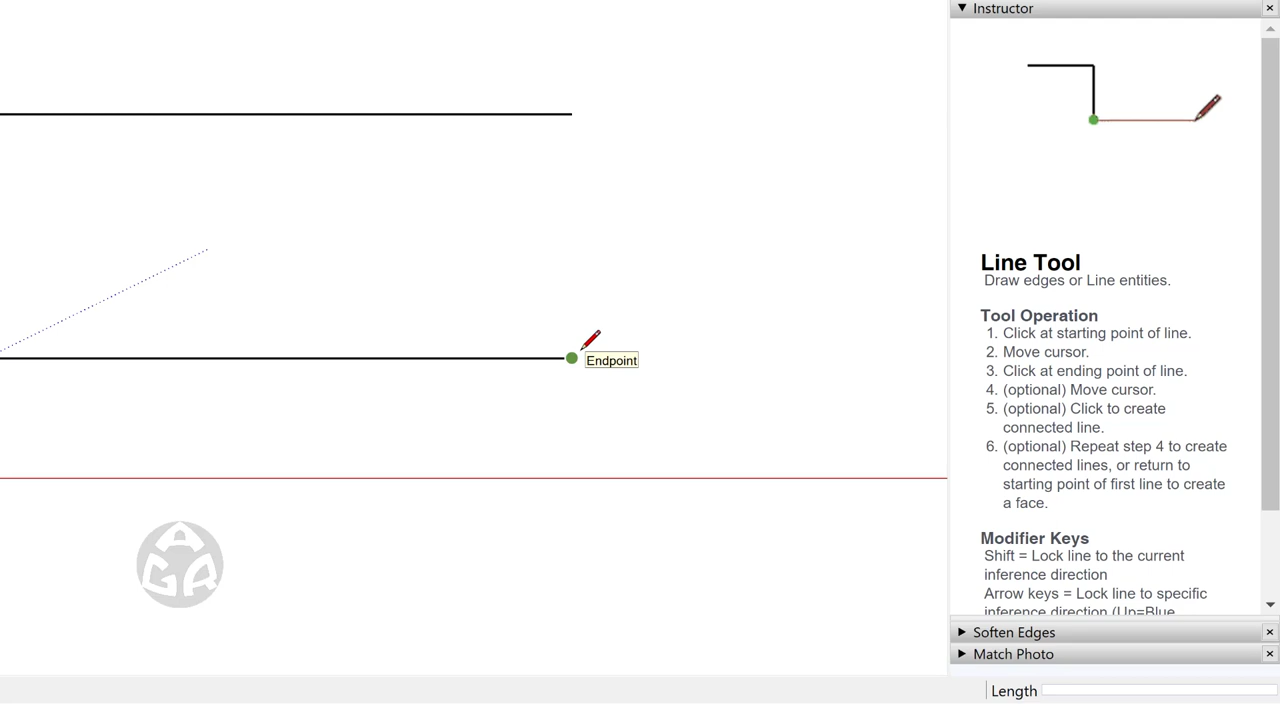 Instructor
Line Tool
Draw edges or Line entities.
Tool Operation
1. Click at starting point of line.
2. Move cursor.
3. Click at ending point of line.
4. (optional) Move cursor.
5. (optional) Click to create
connected line.
6. (optional) Repeat step 4 to create
connected lines, or return to
starting point of first line to create
a face.
Modifier Keys
Shift = Lock line to the current
inference direction
Arrow keys = Lock line to specific
inference direction (Up=Blue
Endpoint
Soften Edges
Match Photo
Length